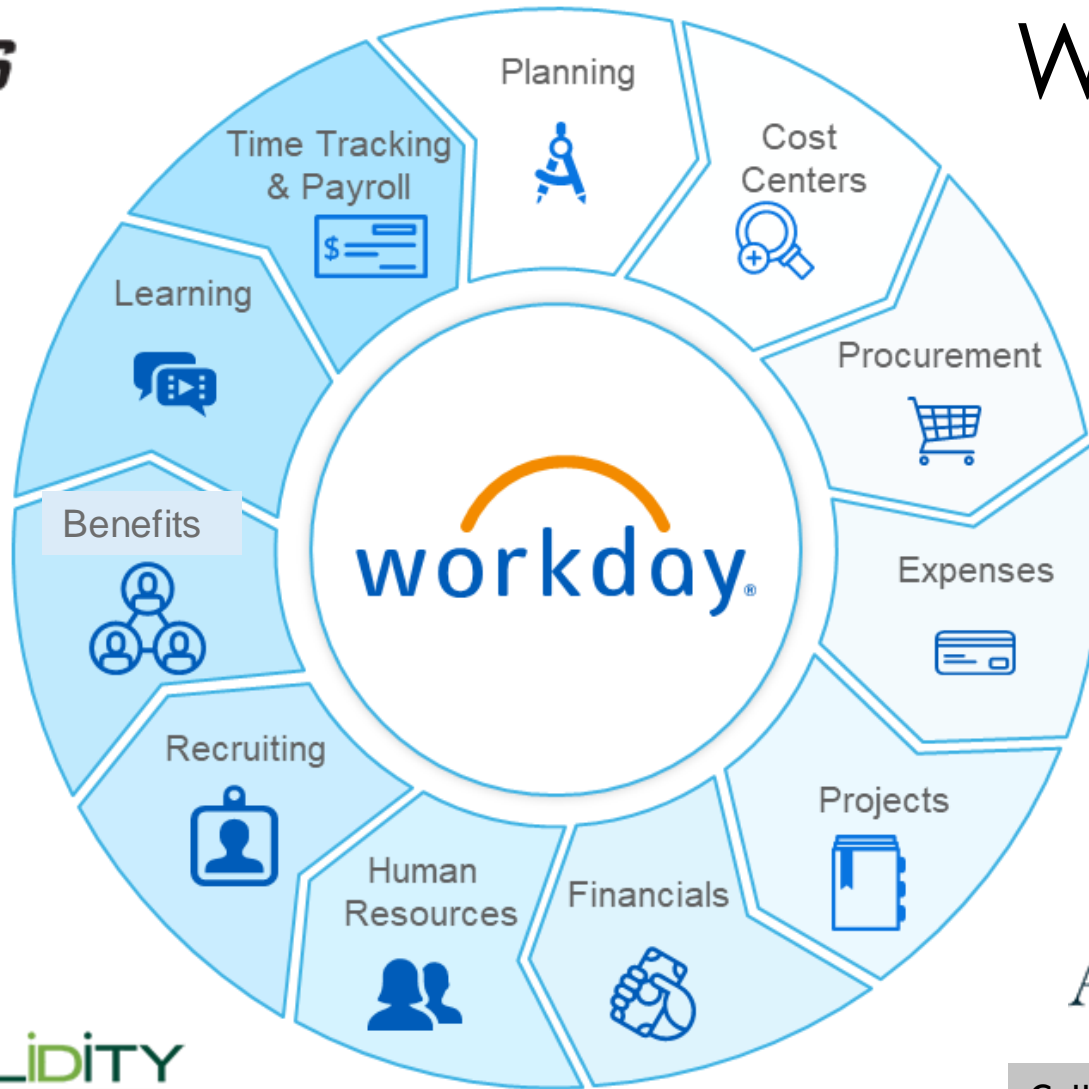 Planning
Cost
Centers
Time Tracking
& Payroll
$
Learning
Procurement
Benefits
workday®
Expenses
Recruiting
Projects
Human
Resources
Financials
LiDiTY